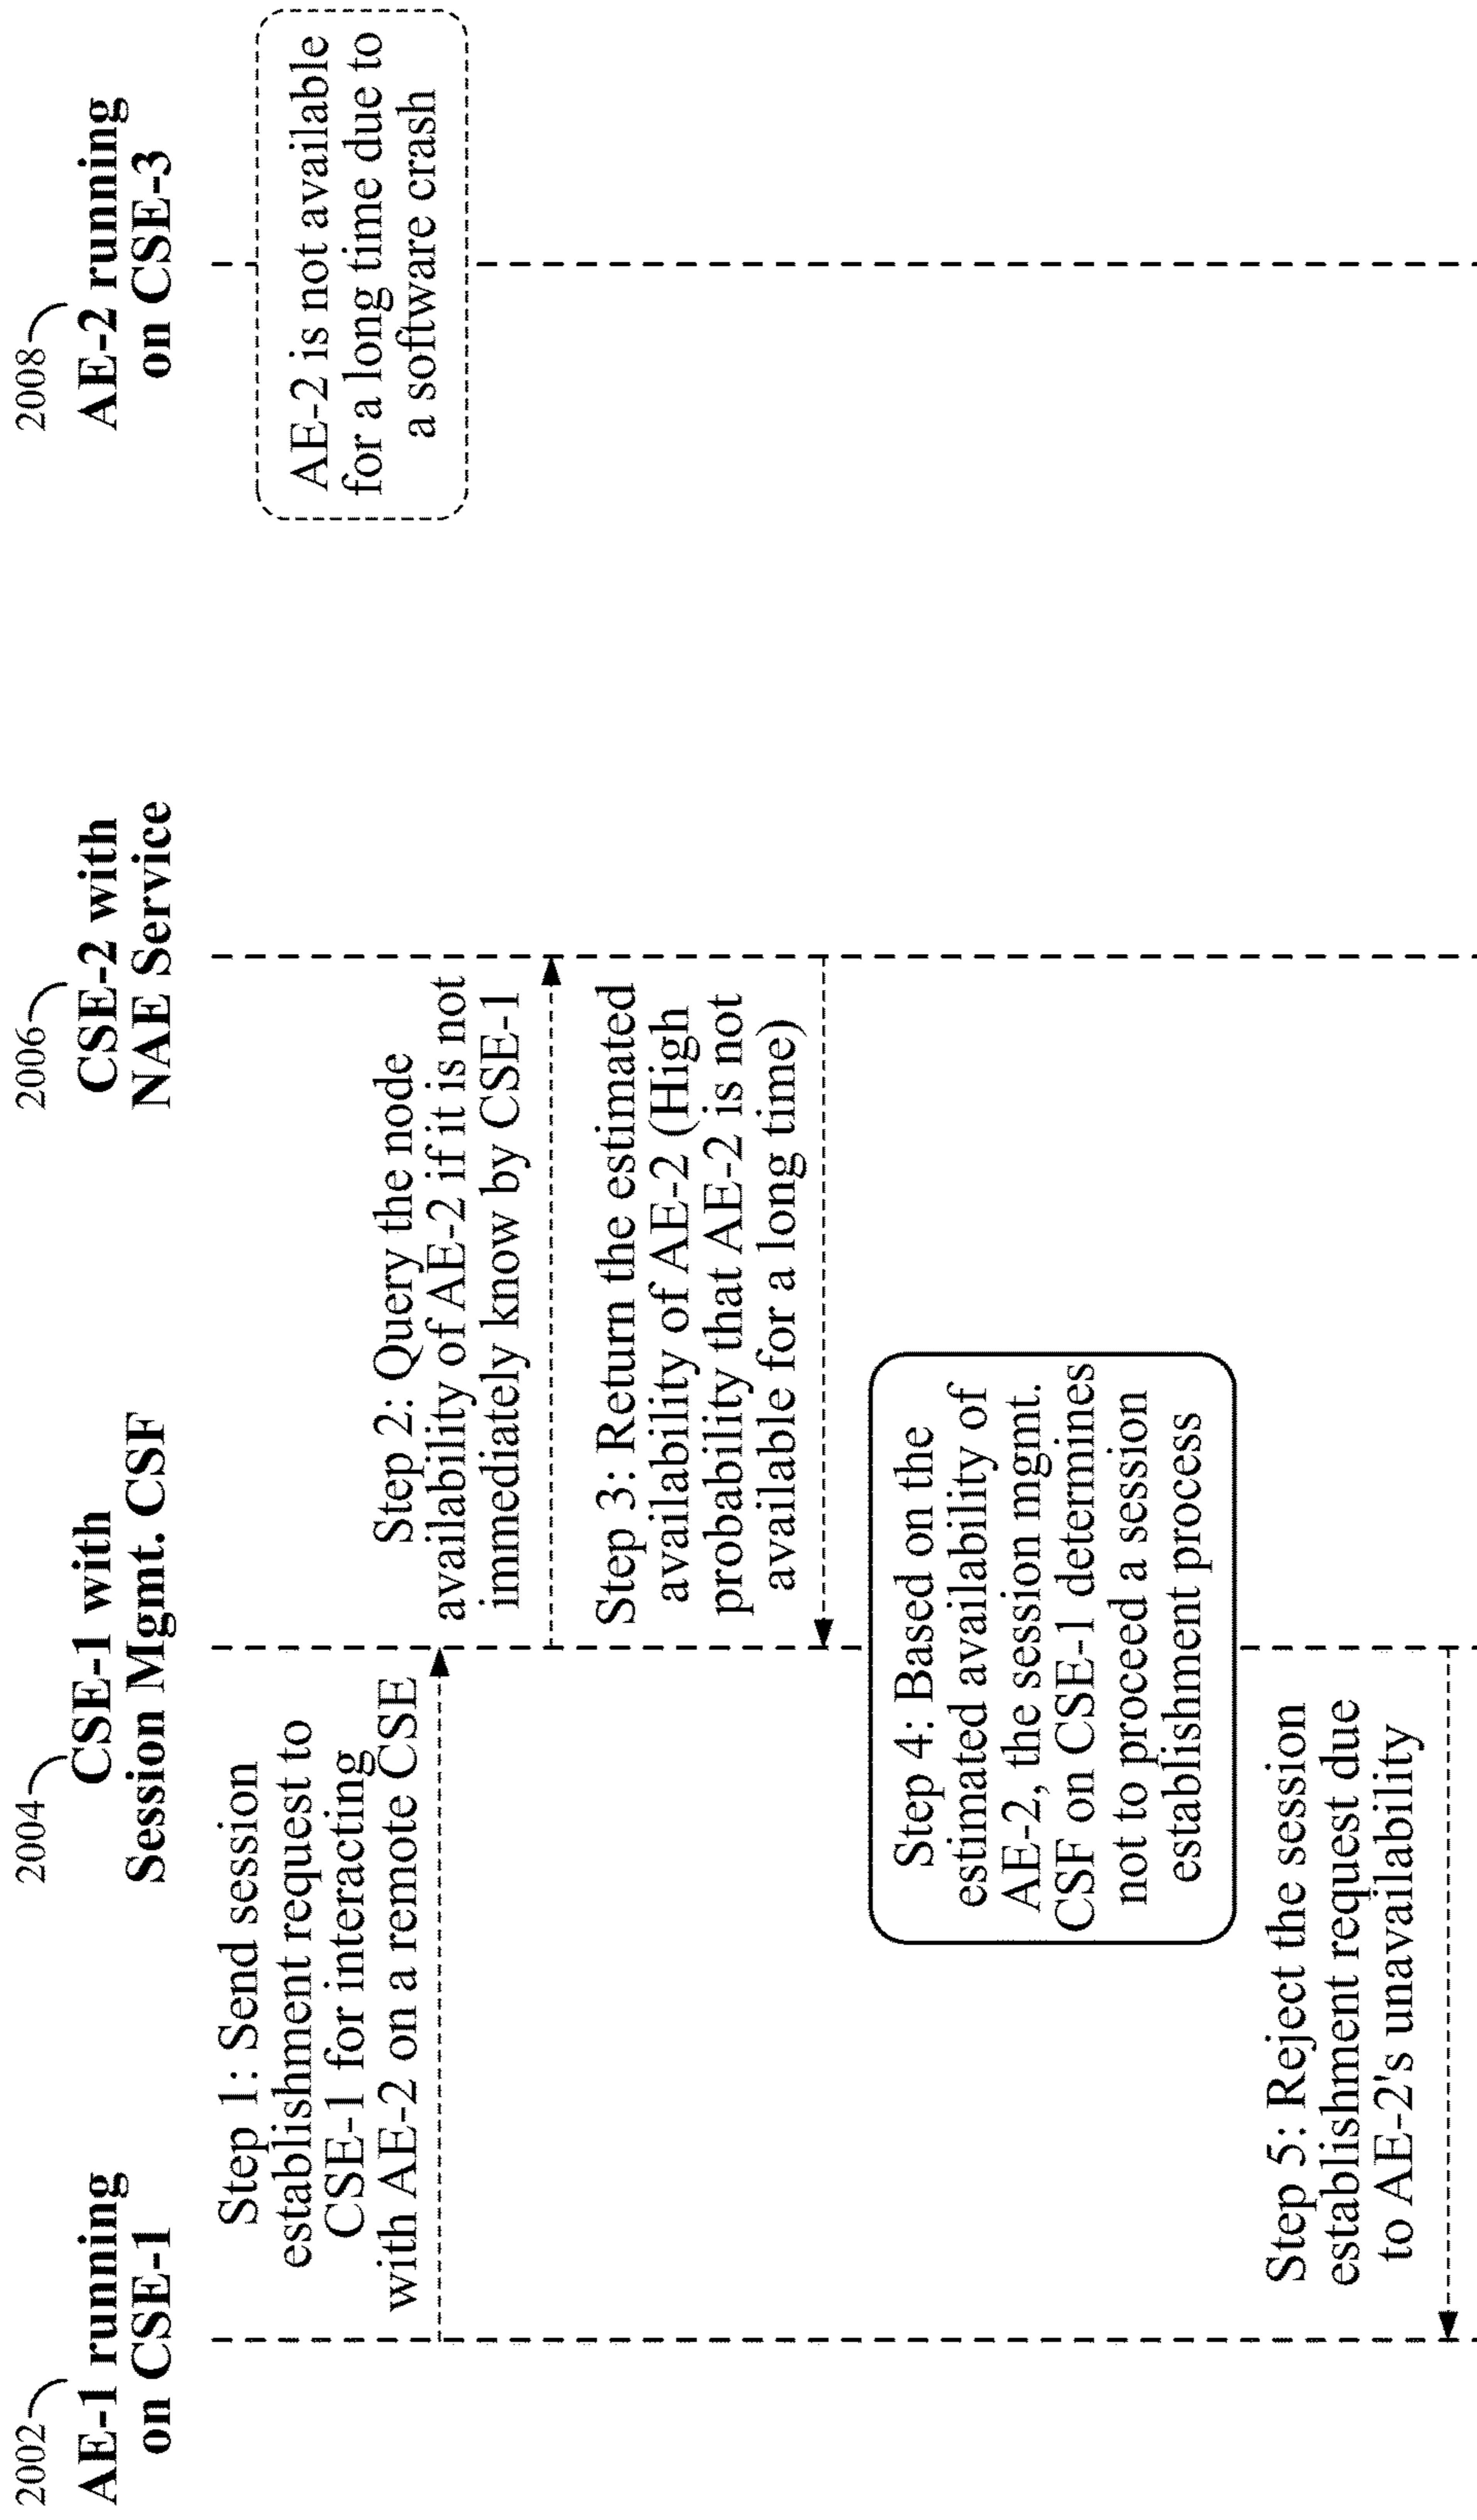 2002
AE-1 running
on CSE-1
2004
CSE-1 with
Session Mgmt. CSF
2006
CSE-2 with
NAE Service
2008
AE-2 running
on CSE-3
AE-2 is not available
for a long time due to
a software crash
Step 1: Send session
establishment request to
CSE-1 for interacting
with AE-2 on a remote CSE
Step 2: Query the node
availability of AE-2 if it is not
immediately know by CSE-1
Step 3: Return the estimated
availability of AE-2 (High
probability that AE-2 is not
available for a long time)
Step 4: Based on the
estimated availability of
AE-2, the session mgmt.
CSF on CSE-1 determines
not to proceed a session
establishment process
Step 5: Reject the session
establishment request due
to AE-2's unavailability